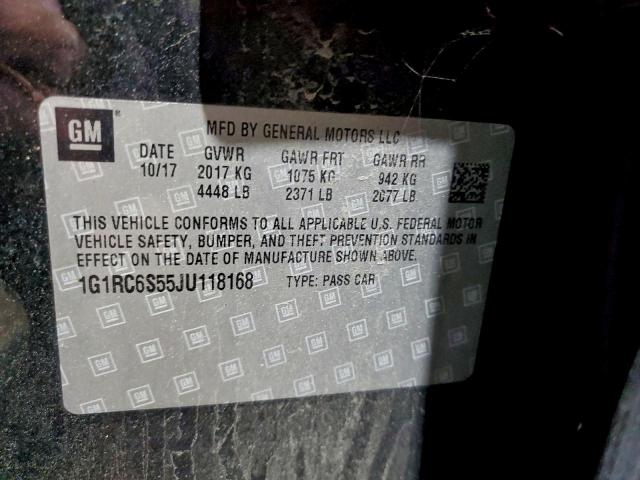 GM ®
MFD BY GENERAL MOTORS LLC
DATE GVWR GAWR FRT GAWR RR
10/17 2017 KG 1075 KG 942 KG
4448 LB 2371 LB 2077 LB
THIS VEHICLE CONFORMS TO ALL APPLICABLE U.S. FEDERAL MOTOR
VEHICLE SAFETY, BUMPER, AND THEFT PREVENTION STANDARDS IN
EFFECT ON THE DATE OF MANUFACTURE SHOWN ABOVE.
1G1RC6S55JU118168 TYPE: PASS CAR